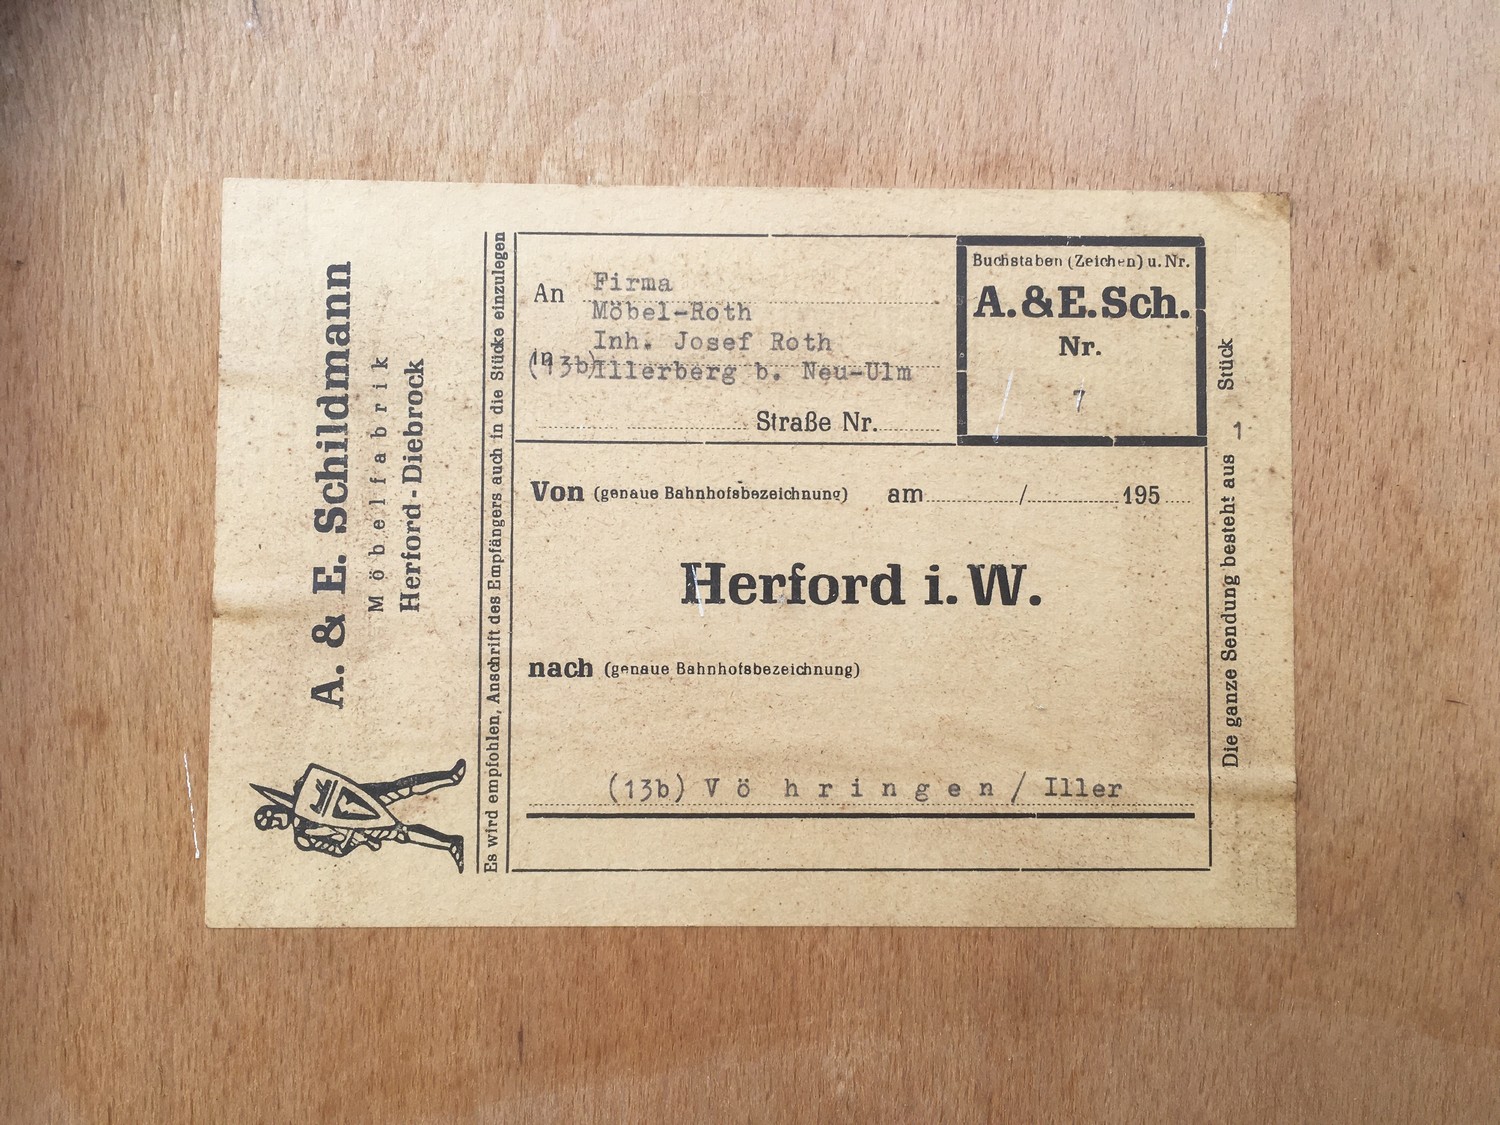 A. & E. Schildmann
Möbelfabrik
Herford-Diebrock
Es wird empfohlen, Anschrift des Empfängers auch in die Stücke einzulegen
An Firma
Möbel-Roth
Inh. Josef Roth
in (13b) Illerberg b. Neu-Ulm
Straße Nr.
Buchstaben (Zeichen) u. Nr.
A. & E. Sch.
Nr.
7
Von (genaue Bahnhofsbezeichnung) am / 195
Herford i. W.
nach (genaue Bahnhofsbezeichnung)
(13b) Vöhringen/Iller
Die ganze Sendung besteht aus 1 Stück